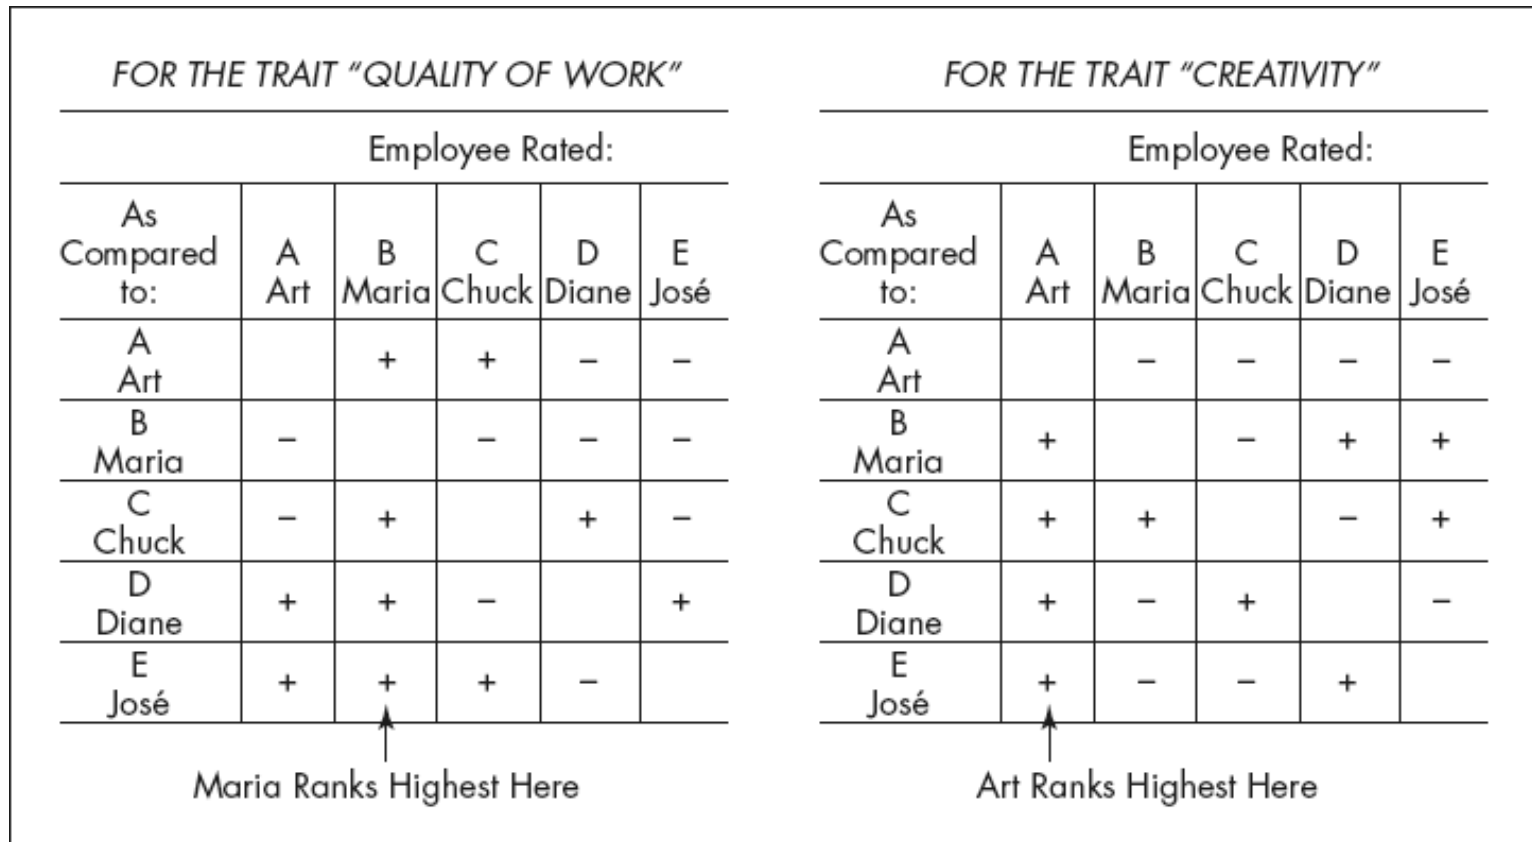 FOR THE TRAIT “QUALITY OF WORK”
Employee Rated:
As
Compared
to:
A
Art
B
Maria
C
Chuck
D
Diane
E
José
A
Art
+ + – –
B
Maria
– – – –
C
Chuck
– + + –
D
Diane
+ + – +
E
José
+ + + –
Maria Ranks Highest Here
FOR THE TRAIT “CREATIVITY”
Employee Rated:
As
Compared
to:
A
Art
B
Maria
C
Chuck
D
Diane
E
José
A
Art
– – – –
B
Maria
+ – + +
C
Chuck
+ + – +
D
Diane
+ – + –
E
José
+ – – +
Art Ranks Highest Here